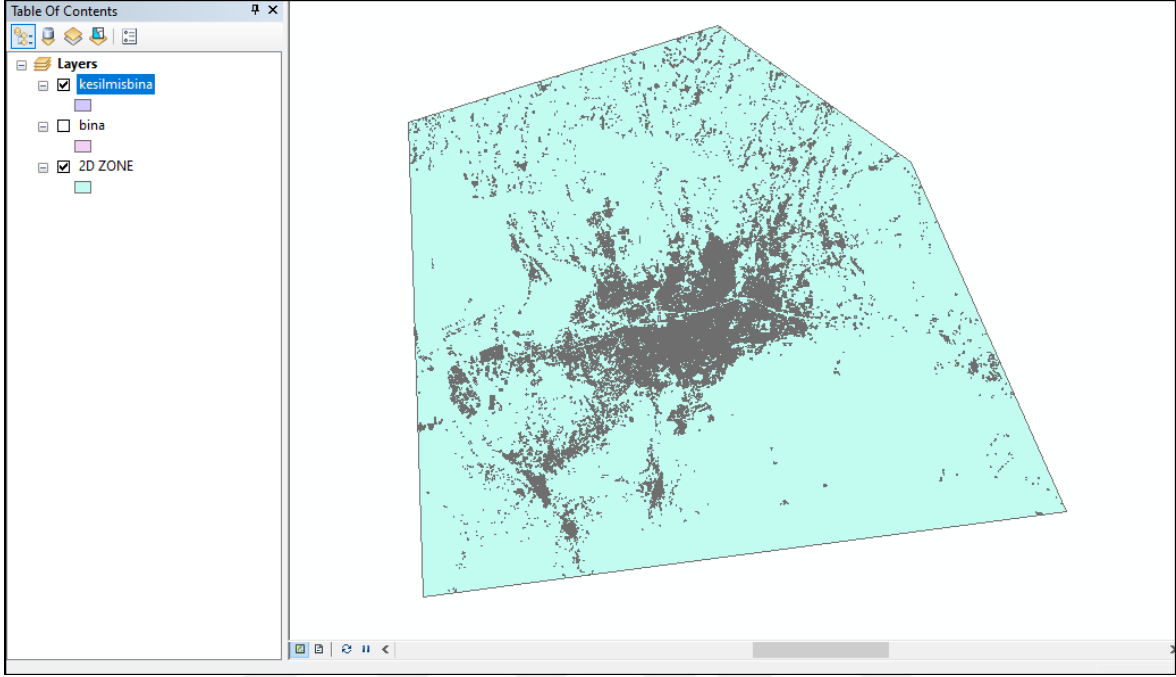 Table Of Contents
Layers
kesilmisbina
bina
2D ZONE